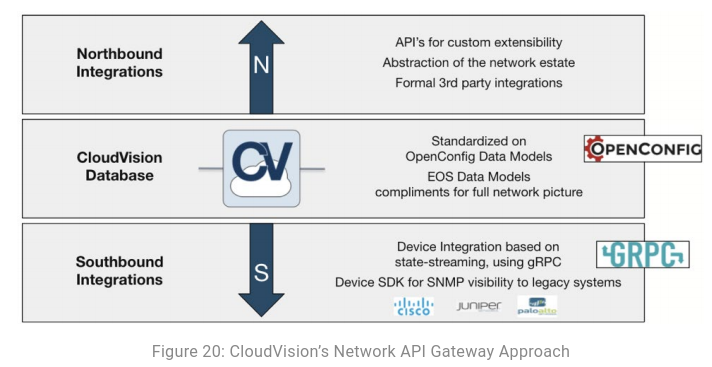 Northbound
Integrations
N
API's for custom extensibility
Abstraction of the network estate
Formal 3rd party integrations
CloudVision
Database
CV
Standardized on
OpenConfig Data Models
EOS Data Models
compliments for full network picture
OPENCONFIG
Southbound
Integrations
S
Device Integration based on
state-streaming, using gRPC
Device SDK for SNMP visibility to legacy systems
GRPC
CISCO
JUNIPER
paloalto
Figure 20: CloudVision's Network API Gateway Approach